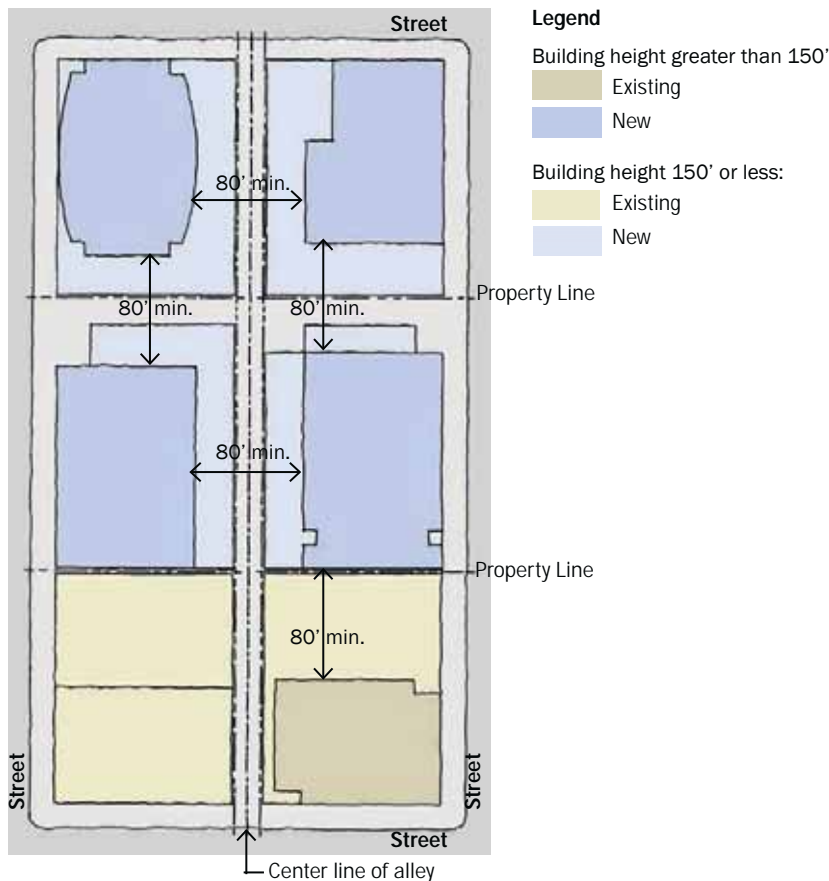 Street
80’ min.
80’ min.
80’ min.
Property Line
80’ min.
Property Line
80’ min.
Street
Street
Street
Center line of alley
Legend
Building height greater than 150’
Existing
New
Building height 150’ or less:
Existing
New